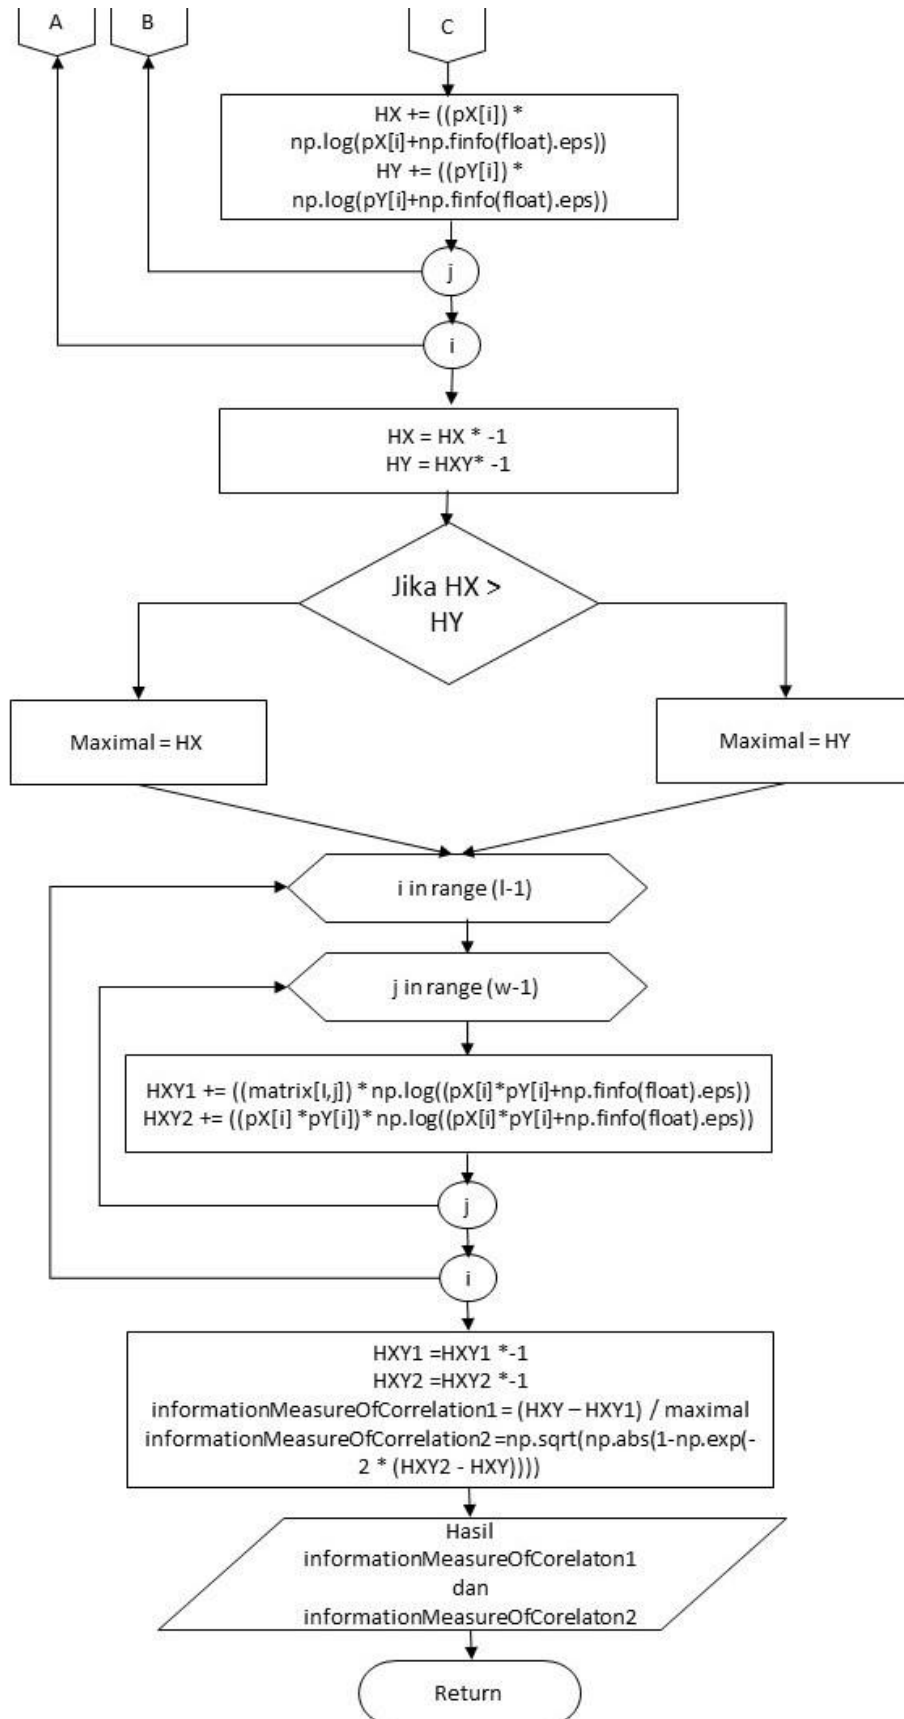 A
B
C
HX += ((pX[i]) *
np.log(pX[i]+np.finfo(float).eps))
HY += ((pY[i]) *
np.log(pY[i]+np.finfo(float).eps))
j
i
HX = HX * -1
HY = HXY* -1
Jika HX >
HY
Maximal = HX
Maximal = HY
i in range (l-1)
j in range (w-1)
HXY1 += ((matrix[I,j]) * np.log((pX[i]*pY[i]+np.finfo(float).eps))
HXY2 += ((pX[i] *pY[i])* np.log((pX[i]*pY[i]+np.finfo(float).eps))
j
i
HXY1 =HXY1 *-1
HXY2 =HXY2 *-1
informationMeasureOfCorrelation1 = (HXY – HXY1) / maximal
informationMeasureOfCorrelation2=np.sqrt(np.abs(1-np.exp(-
2 * (HXY2 - HXY))))
Hasil
informationMeasureOfCorelaton1
dan
informationMeasureOfCorelaton2
Return